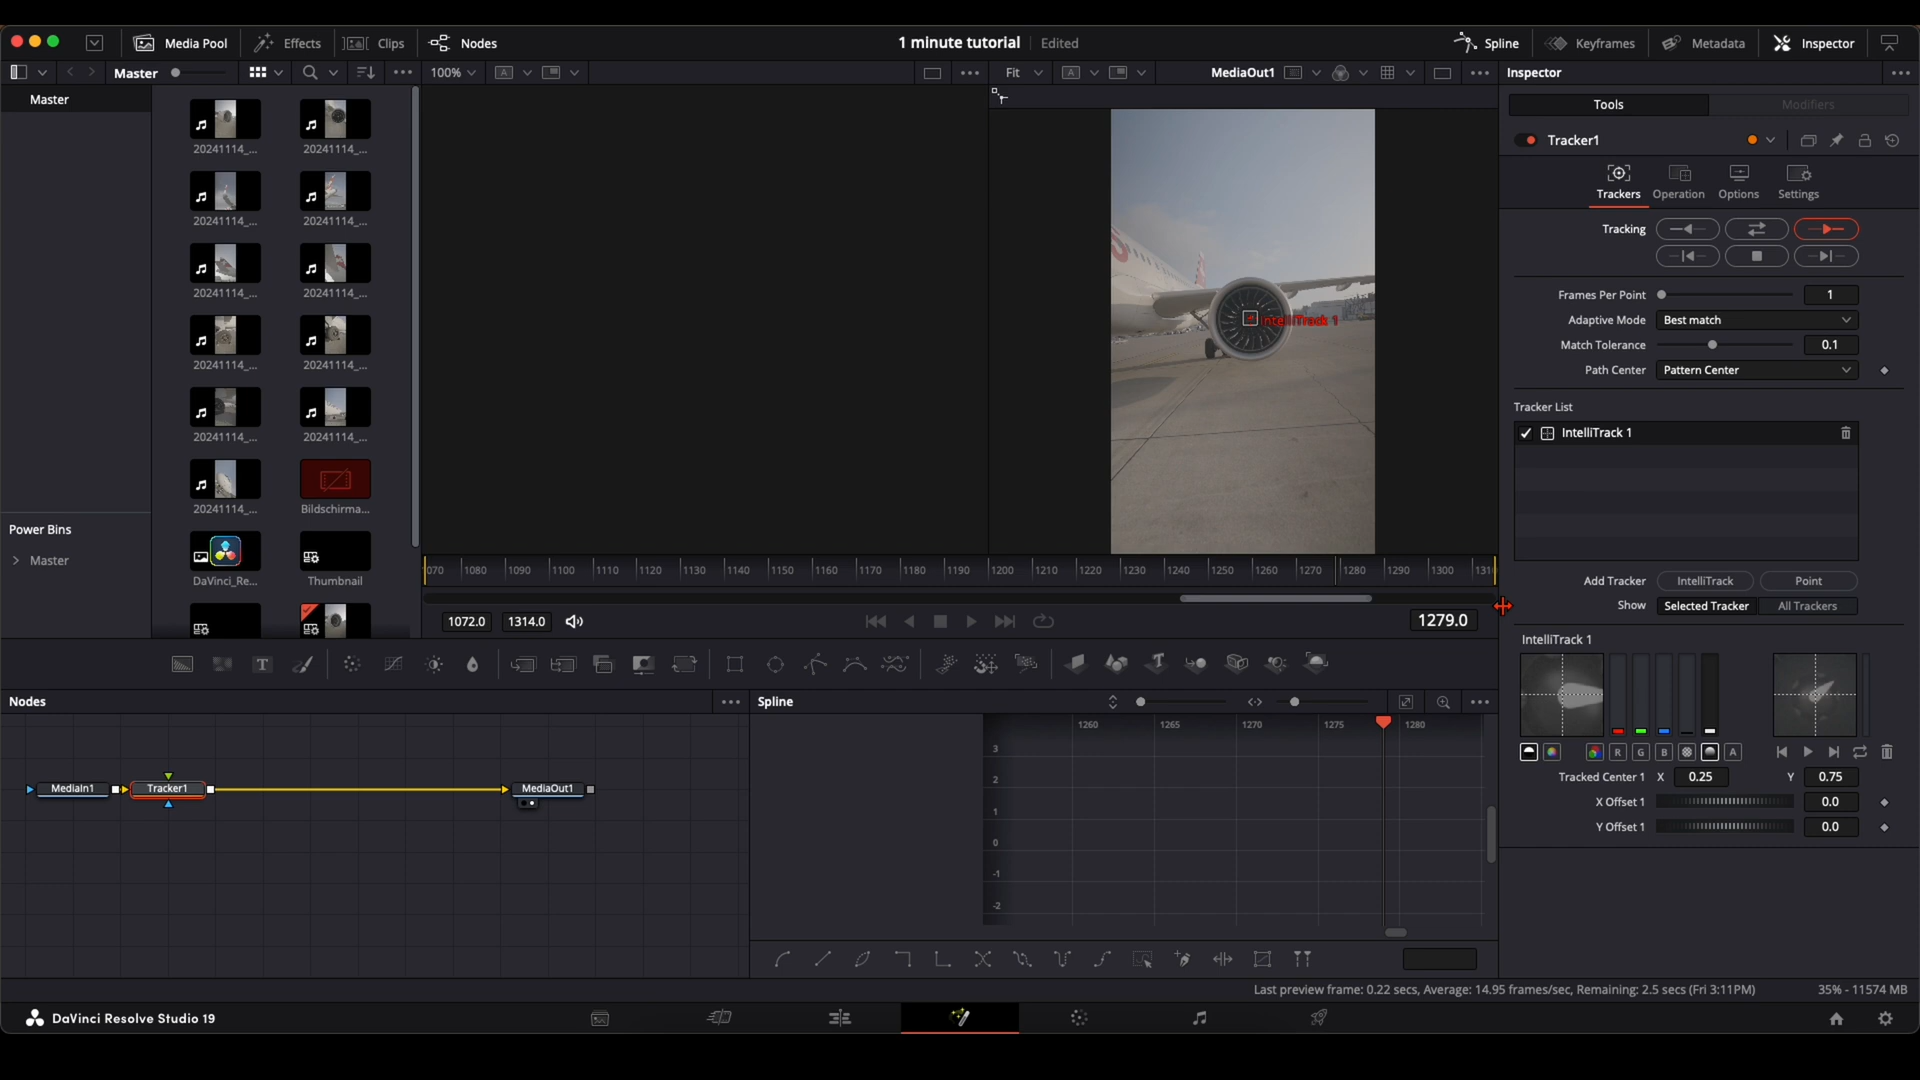 Media Pool Effects Clips Nodes 1 minute tutorial Edited Spline Keyframes Metadata Inspector
Master 100% Fit MediaOut1 Inspector
Master
Tools Modifiers
Tracker1
Trackers Operation Options Settings
Tracking
Frames Per Point 1
Adaptive Mode Best match
Match Tolerance 0.1
Path Center Pattern Center
Tracker List
IntelliTrack 1
Add Tracker IntelliTrack Point
Show Selected Tracker All Trackers
IntelliTrack 1
R G B A
Tracked Center 1 X 0.25 Y 0.75
X Offset 1 0.0
Y Offset 1 0.0
20241114_... 20241114_...
20241114_... 20241114_...
20241114_... 20241114_...
20241114_... 20241114_...
20241114_... 20241114_...
20241114_... Bildschirma...
DaVinci_Re... Thumbnail
Power Bins
Master
IntelliTrack 1
1080 1090 1100 1110 1120 1130 1140 1150 1160 1170 1180 1190 1200 1210 1220 1230 1240 1250 1260 1270 1280 1290 1300
1072.0 1314.0 1279.0
T
Nodes Spline
1260 1265 1270 1275 1280
3
2
1
0
-1
-2
MediaIn1 Tracker1 MediaOut1
Last preview frame: 0.22 secs, Average: 14.95 frames/sec, Remaining: 2.5 secs (Fri 3:11PM) 35% - 11574 MB
DaVinci Resolve Studio 19